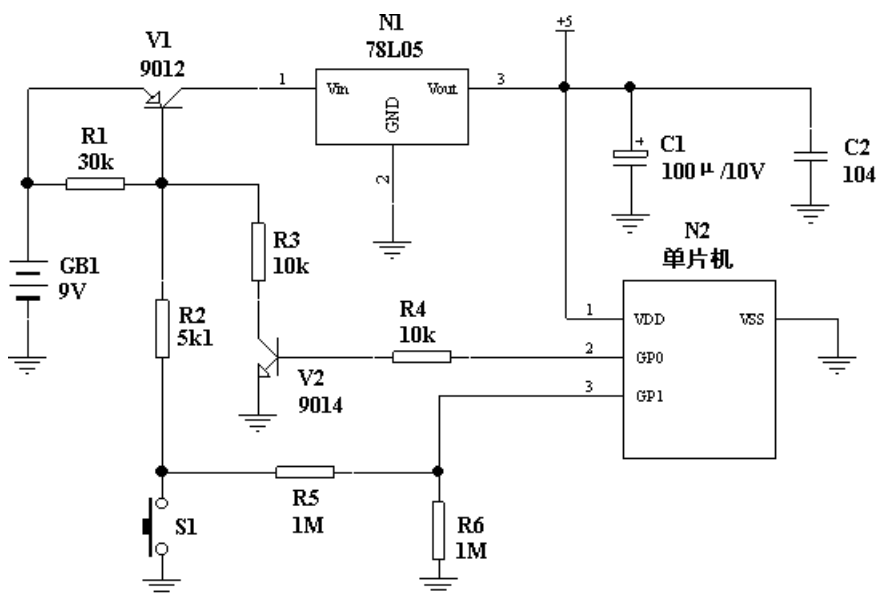 N1
78L05
+5
V1
9012
1
Vin
Vout
3
GND
2
R1
30k
C1
+
100μ/10V
C2
104
GB1
9V
R3
10k
N2
单片机
R2
5k1
R4
10k
1
VDD
VSS
2
GP0
3
GP1
V2
9014
R5
1M
S1
R6
1M